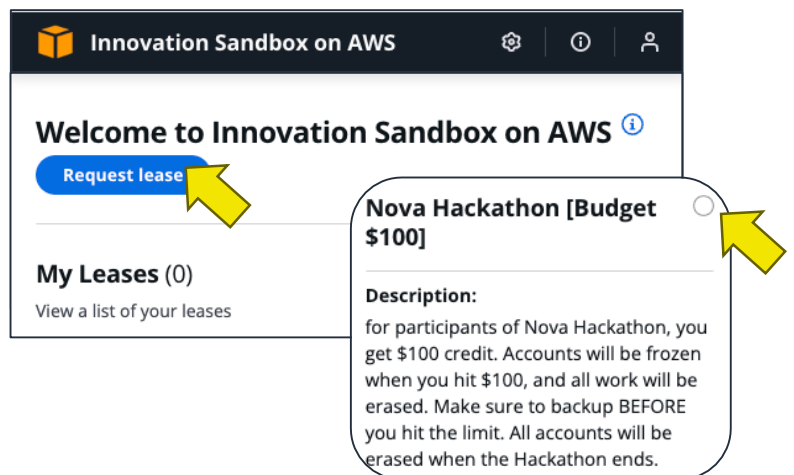 Innovation Sandbox on AWS
Welcome to Innovation Sandbox on AWS
Request lease
My Leases (0)
View a list of your leases
Nova Hackathon [Budget
$100]
Description:
for participants of Nova Hackathon, you
get $100 credit. Accounts will be frozen
when you hit $100, and all work will be
erased. Make sure to backup BEFORE
you hit the limit. All accounts will be
erased when the Hackathon ends.